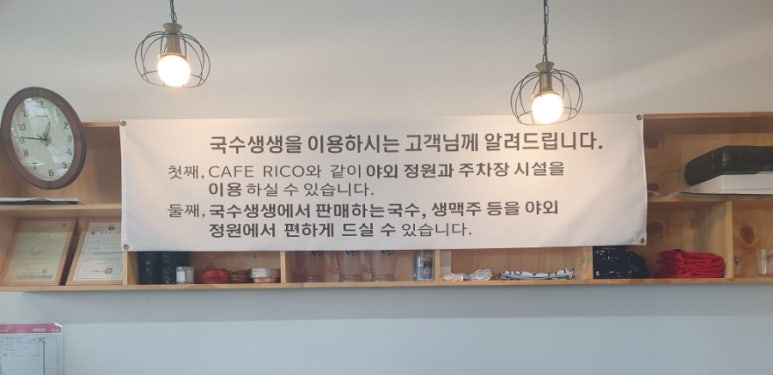 국수생생을 이용하시는 고객님께 알려드립니다.
첫째, CAFE RICO와 같이 야외 정원과 주차장 시설을
이용 하실 수 있습니다.
둘째, 국수생생에서 판매하는국수, 생맥주 등을 야외
정원에서 편하게 드실 수 있습니다.